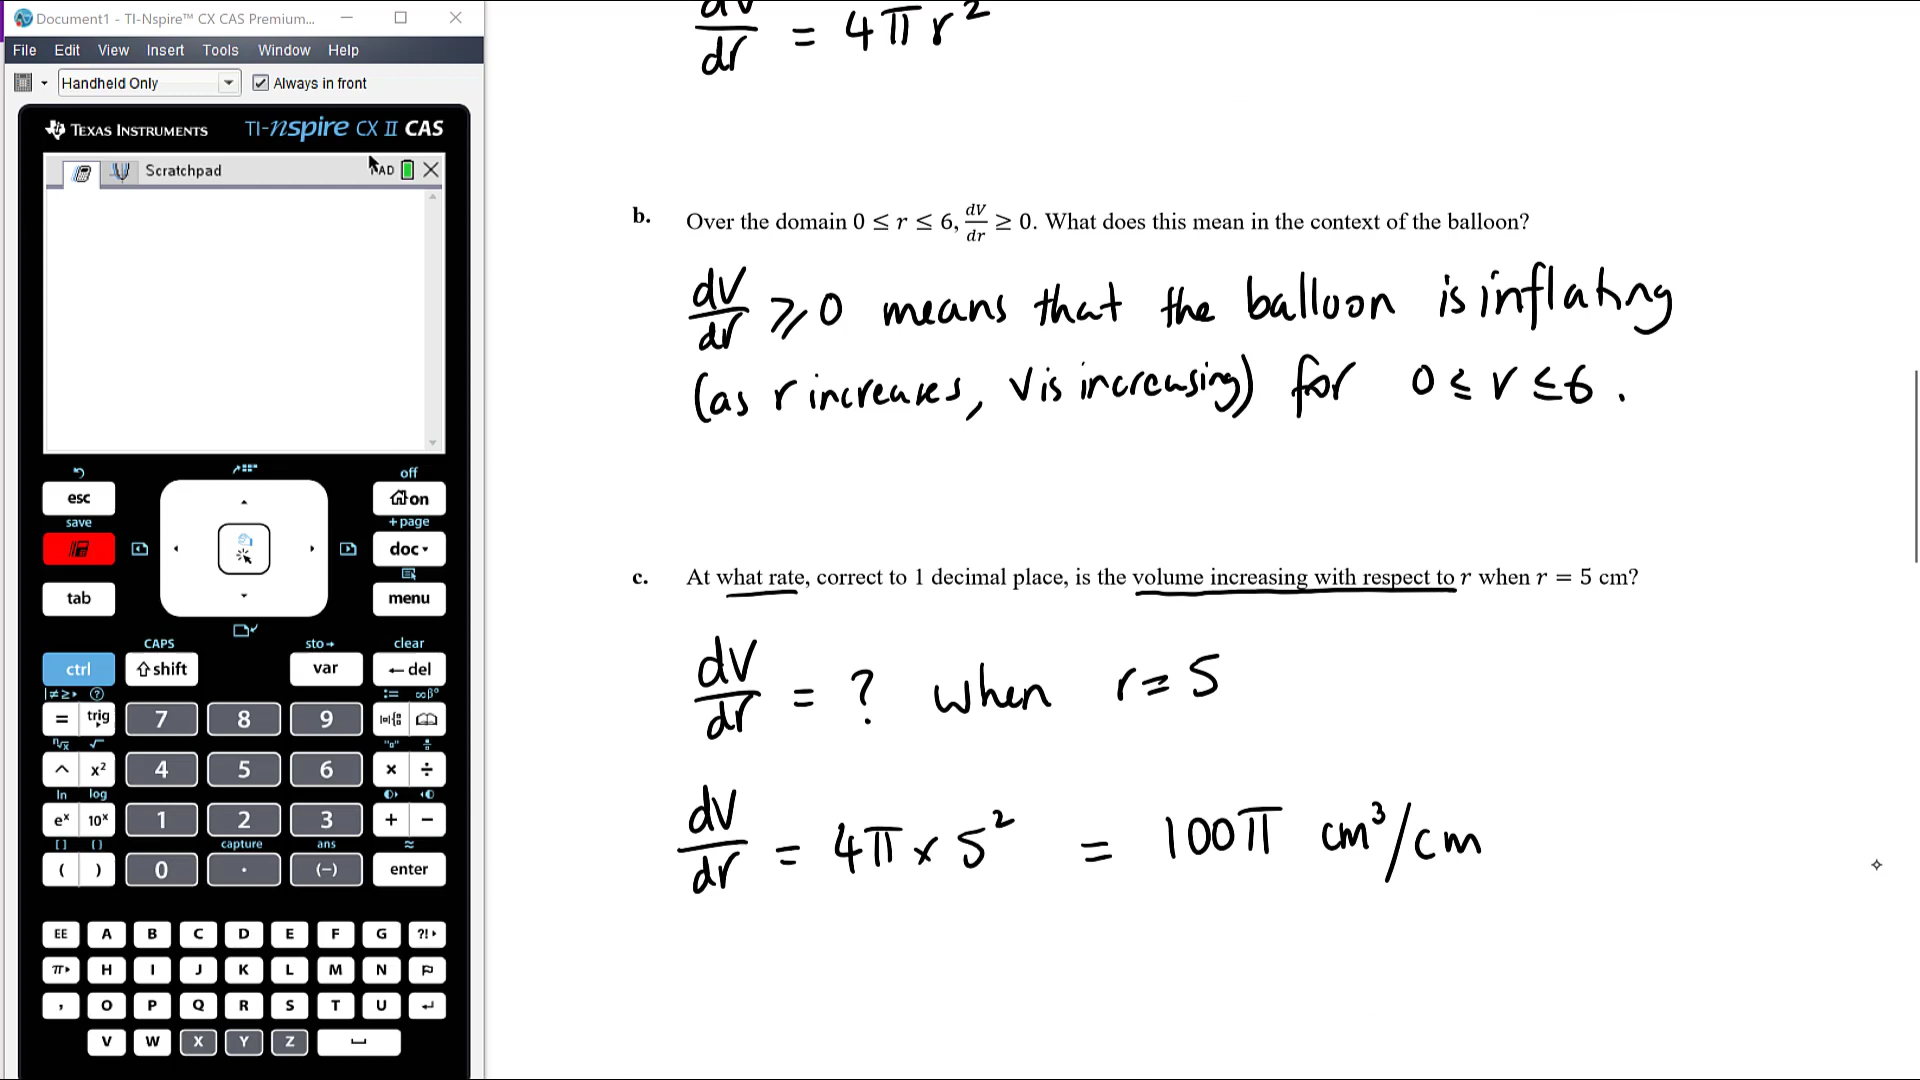 Document1 - TI-Nspire™ CX CAS Premium...
File Edit View Insert Tools Window Help
Handheld Only Always in front
TEXAS INSTRUMENTS TI-nspire CX II CAS
Scratchpad
off
esc on
save + page
doc
tab menu
CAPS sto→ clear
ctrl shift var ←del
|≠≥▸ ? := ∞β°
= trig 7 8 9
ⁿ√x √ "□"
^ x² 4 5 6 × ÷
ln log
eˣ 10ˣ 1 2 3 + −
[ ] { } capture ans ≈
( ) 0 . (−) enter
EE A B C D E F G ?!▸
π▸ H I J K L M N
, O P Q R S T U ↵
V W X Y Z
dV/dr = 4π r²
b. Over the domain 0 ≤ r ≤ 6, dV/dr ≥ 0. What does this mean in the context of the balloon?
dV/dr ⩾ 0 means that the balloon is inflating
(as r increases, V is increasing) for 0 ≤ r ≤ 6 .
c. At what rate, correct to 1 decimal place, is the volume increasing with respect to r when r = 5 cm?
dV/dr = ? when r = 5
dV/dr = 4π × 5² = 100π cm³/cm